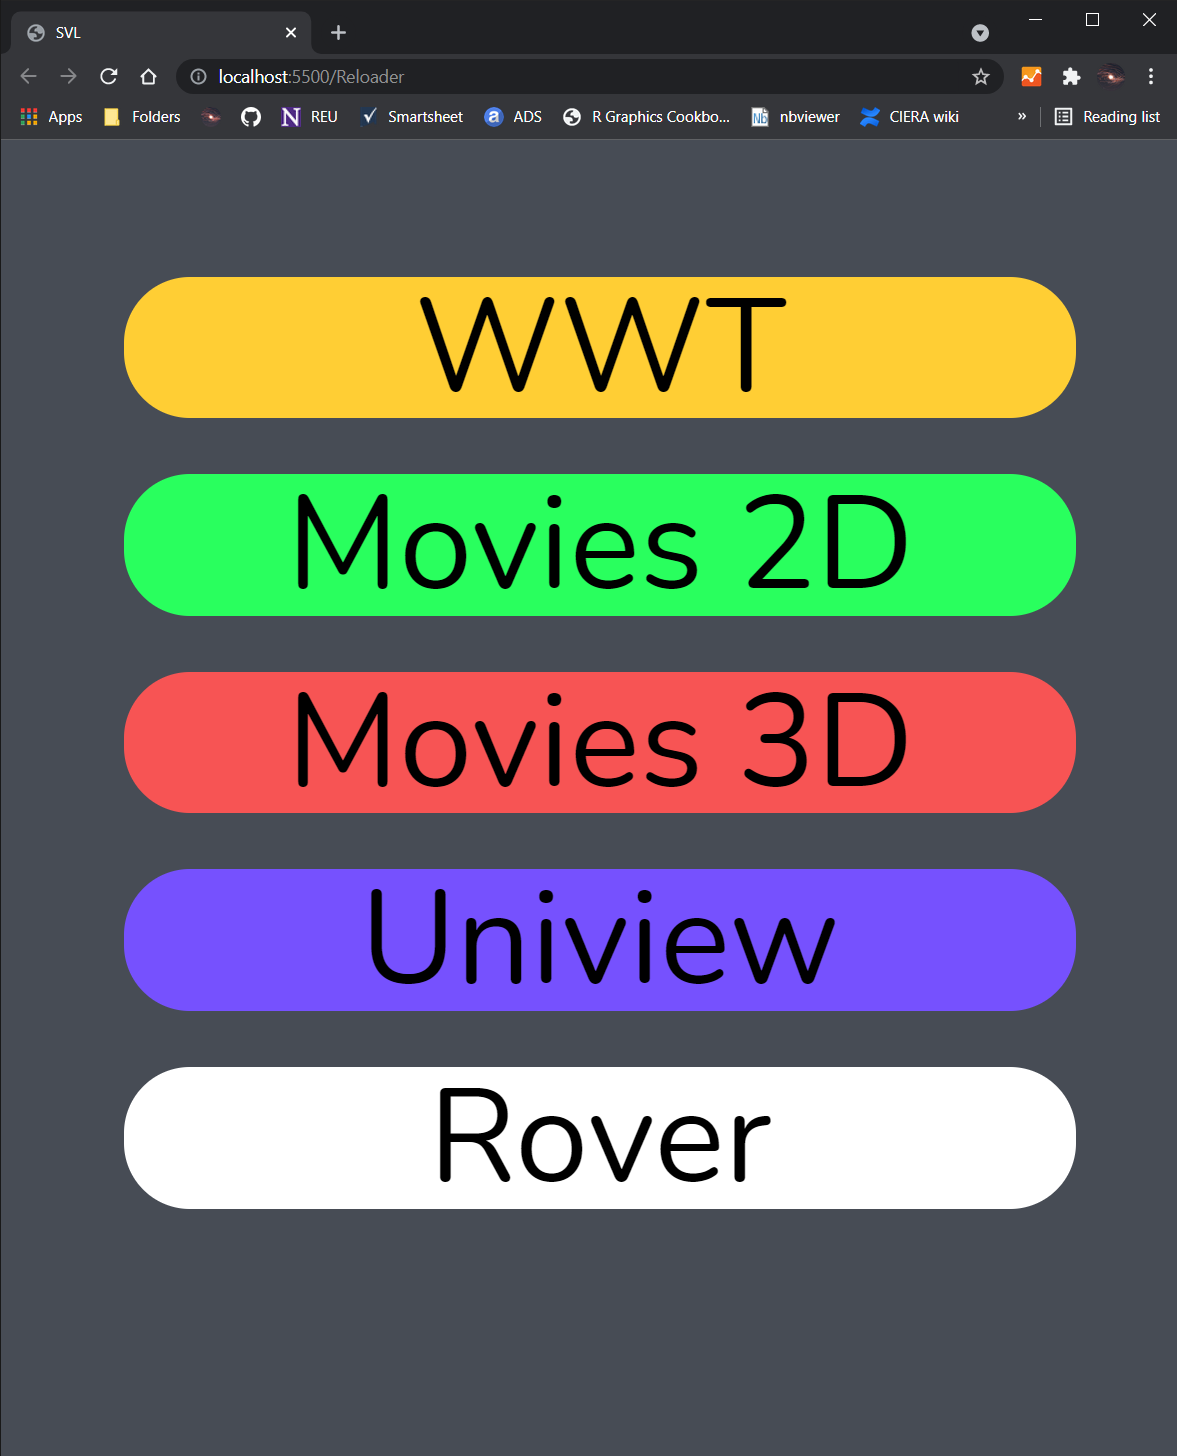 SVL
localhost:5500/Reloader
Apps Folders REU Smartsheet ADS R Graphics Cookbo... nbviewer CIERA wiki » Reading list
WWT
Movies 2D
Movies 3D
Uniview
Rover